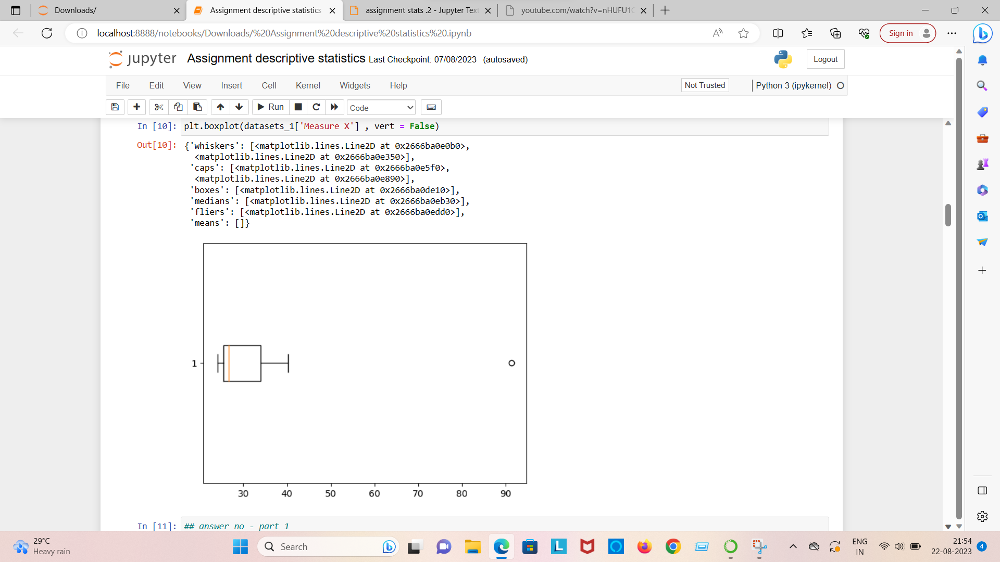 Downloads/
Assignment descriptive statistics
assignment stats .2 - Jupyter Text
youtube.com/watch?v=nHUFU1C
localhost:8888/notebooks/Downloads/%20Assignment%20descriptive%20statistics%20.ipynb
Sign in
jupyter Assignment descriptive statistics Last Checkpoint: 07/08/2023 (autosaved)
Logout
File Edit View Insert Cell Kernel Widgets Help
Not Trusted
Python 3 (ipykernel)
Run
Code
In [10]: plt.boxplot(datasets_1['Measure X'] , vert = False)
Out[10]: {'whiskers': [<matplotlib.lines.Line2D at 0x2666ba0e0b0>,
<matplotlib.lines.Line2D at 0x2666ba0e350>],
'caps': [<matplotlib.lines.Line2D at 0x2666ba0e5f0>,
<matplotlib.lines.Line2D at 0x2666ba0e890>],
'boxes': [<matplotlib.lines.Line2D at 0x2666ba0de10>],
'medians': [<matplotlib.lines.Line2D at 0x2666ba0eb30>],
'fliers': [<matplotlib.lines.Line2D at 0x2666ba0edd0>],
'means': []}
1
30 40 50 60 70 80 90
In [11]: ## answer no - part 1
29°C
Heavy rain
Search
ENG
IN
21:54
22-08-2023
4